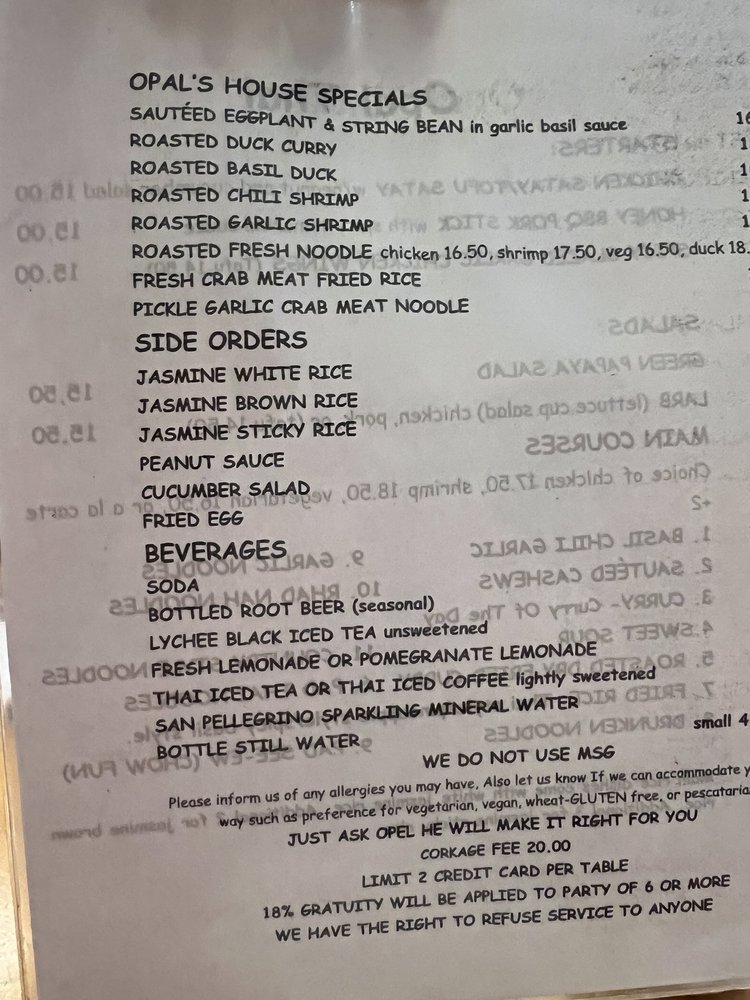 OPAL'S HOUSE SPECIALS
SAUTÉED EGGPLANT & STRING BEAN in garlic basil sauce
ROASTED DUCK CURRY
ROASTED BASIL DUCK
ROASTED CHILI SHRIMP
ROASTED GARLIC SHRIMP
ROASTED FRESH NOODLE chicken 16.50, shrimp 17.50, veg 16.50, duck 18.
FRESH CRAB MEAT FRIED RICE
PICKLE GARLIC CRAB MEAT NOODLE
SIDE ORDERS
JASMINE WHITE RICE
JASMINE BROWN RICE
JASMINE STICKY RICE
PEANUT SAUCE
CUCUMBER SALAD
FRIED EGG
BEVERAGES
SODA
BOTTLED ROOT BEER (seasonal)
LYCHEE BLACK ICED TEA unsweetened
FRESH LEMONADE OR POMEGRANATE LEMONADE
THAI ICED TEA OR THAI ICED COFFEE lightly sweetened
SAN PELLEGRINO SPARKLING MINERAL WATER
BOTTLE STILL WATER small 4
WE DO NOT USE MSG
Please inform us of any allergies you may have, Also let us know If we can accommodate
way such as preference for vegetarian, vegan, wheat-GLUTEN free, or
JUST ASK OPEL HE WILL MAKE IT RIGHT FOR YOU
CORKAGE FEE 20.00
LIMIT 2 CREDIT CARD PER TABLE
18% GRATUITY WILL BE APPLIED TO PARTY OF 6 OR MORE
WE HAVE THE RIGHT TO REFUSE SERVICE TO ANYONE